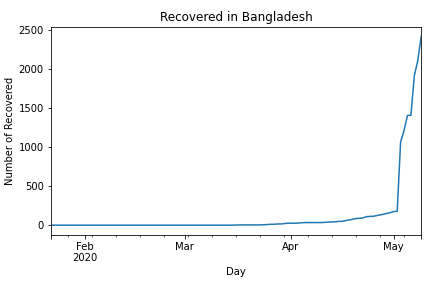 Recovered in Bangladesh
2500
2000
1500
1000
500
0
Number of Recovered
Feb
2020
Mar
Apr
May
Day